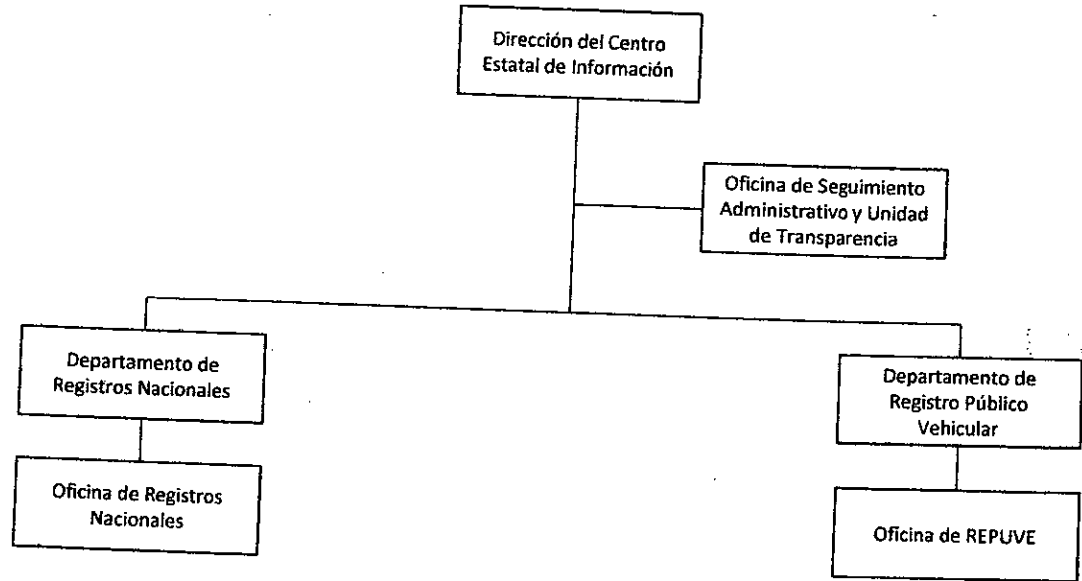 Dirección del Centro
Estatal de Información
Oficina de Seguimiento
Administrativo y Unidad
de Transparencia
Departamento de
Registros Nacionales
Departamento de
Registro Público
Vehicular
Oficina de Registros
Nacionales
Oficina de REPUVE